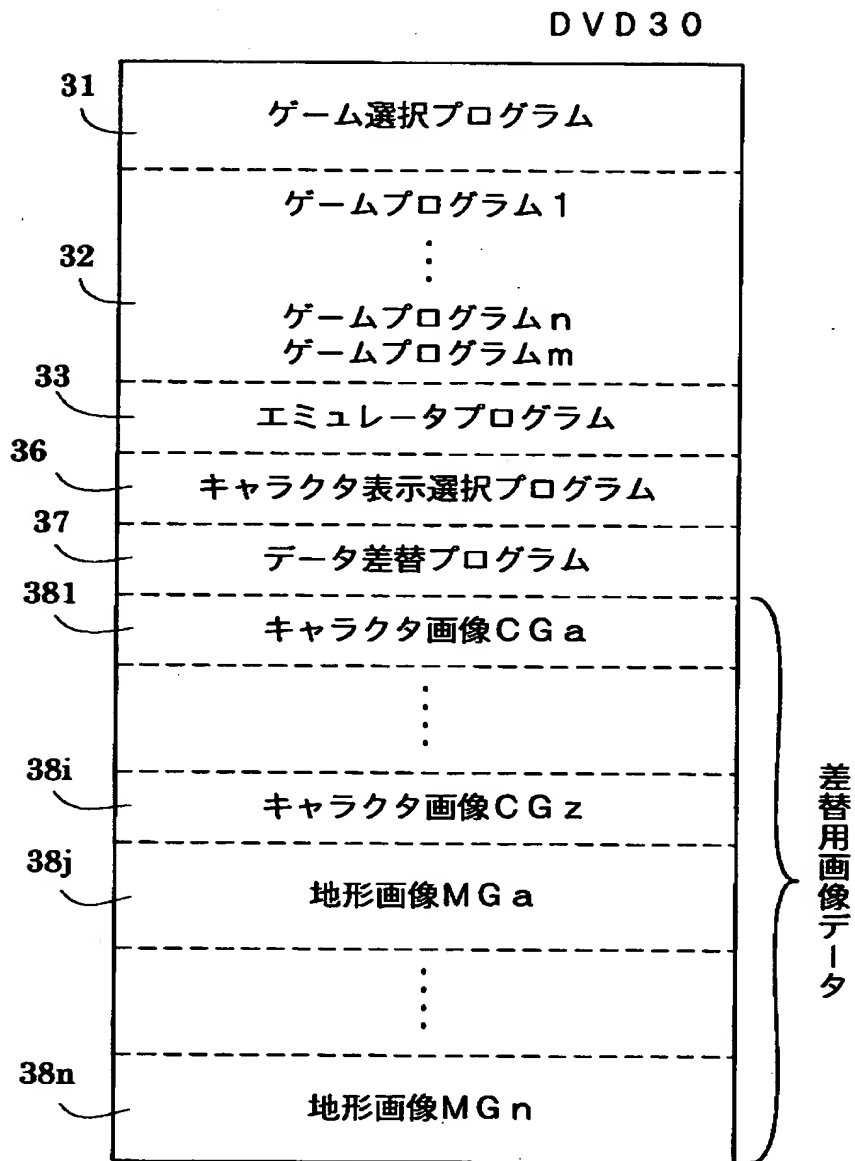 DVD30
31
ゲーム選択プログラム
ゲームプログラム1
32
ゲームプログラムn
ゲームプログラムm
33
エミュレータプログラム
36
キャラクタ表示選択プログラム
37
データ差替プログラム
381
キャラクタ画像CGa
38i
キャラクタ画像CGz
38j
地形画像MGa
38n
地形画像MGn
差替用画像データ